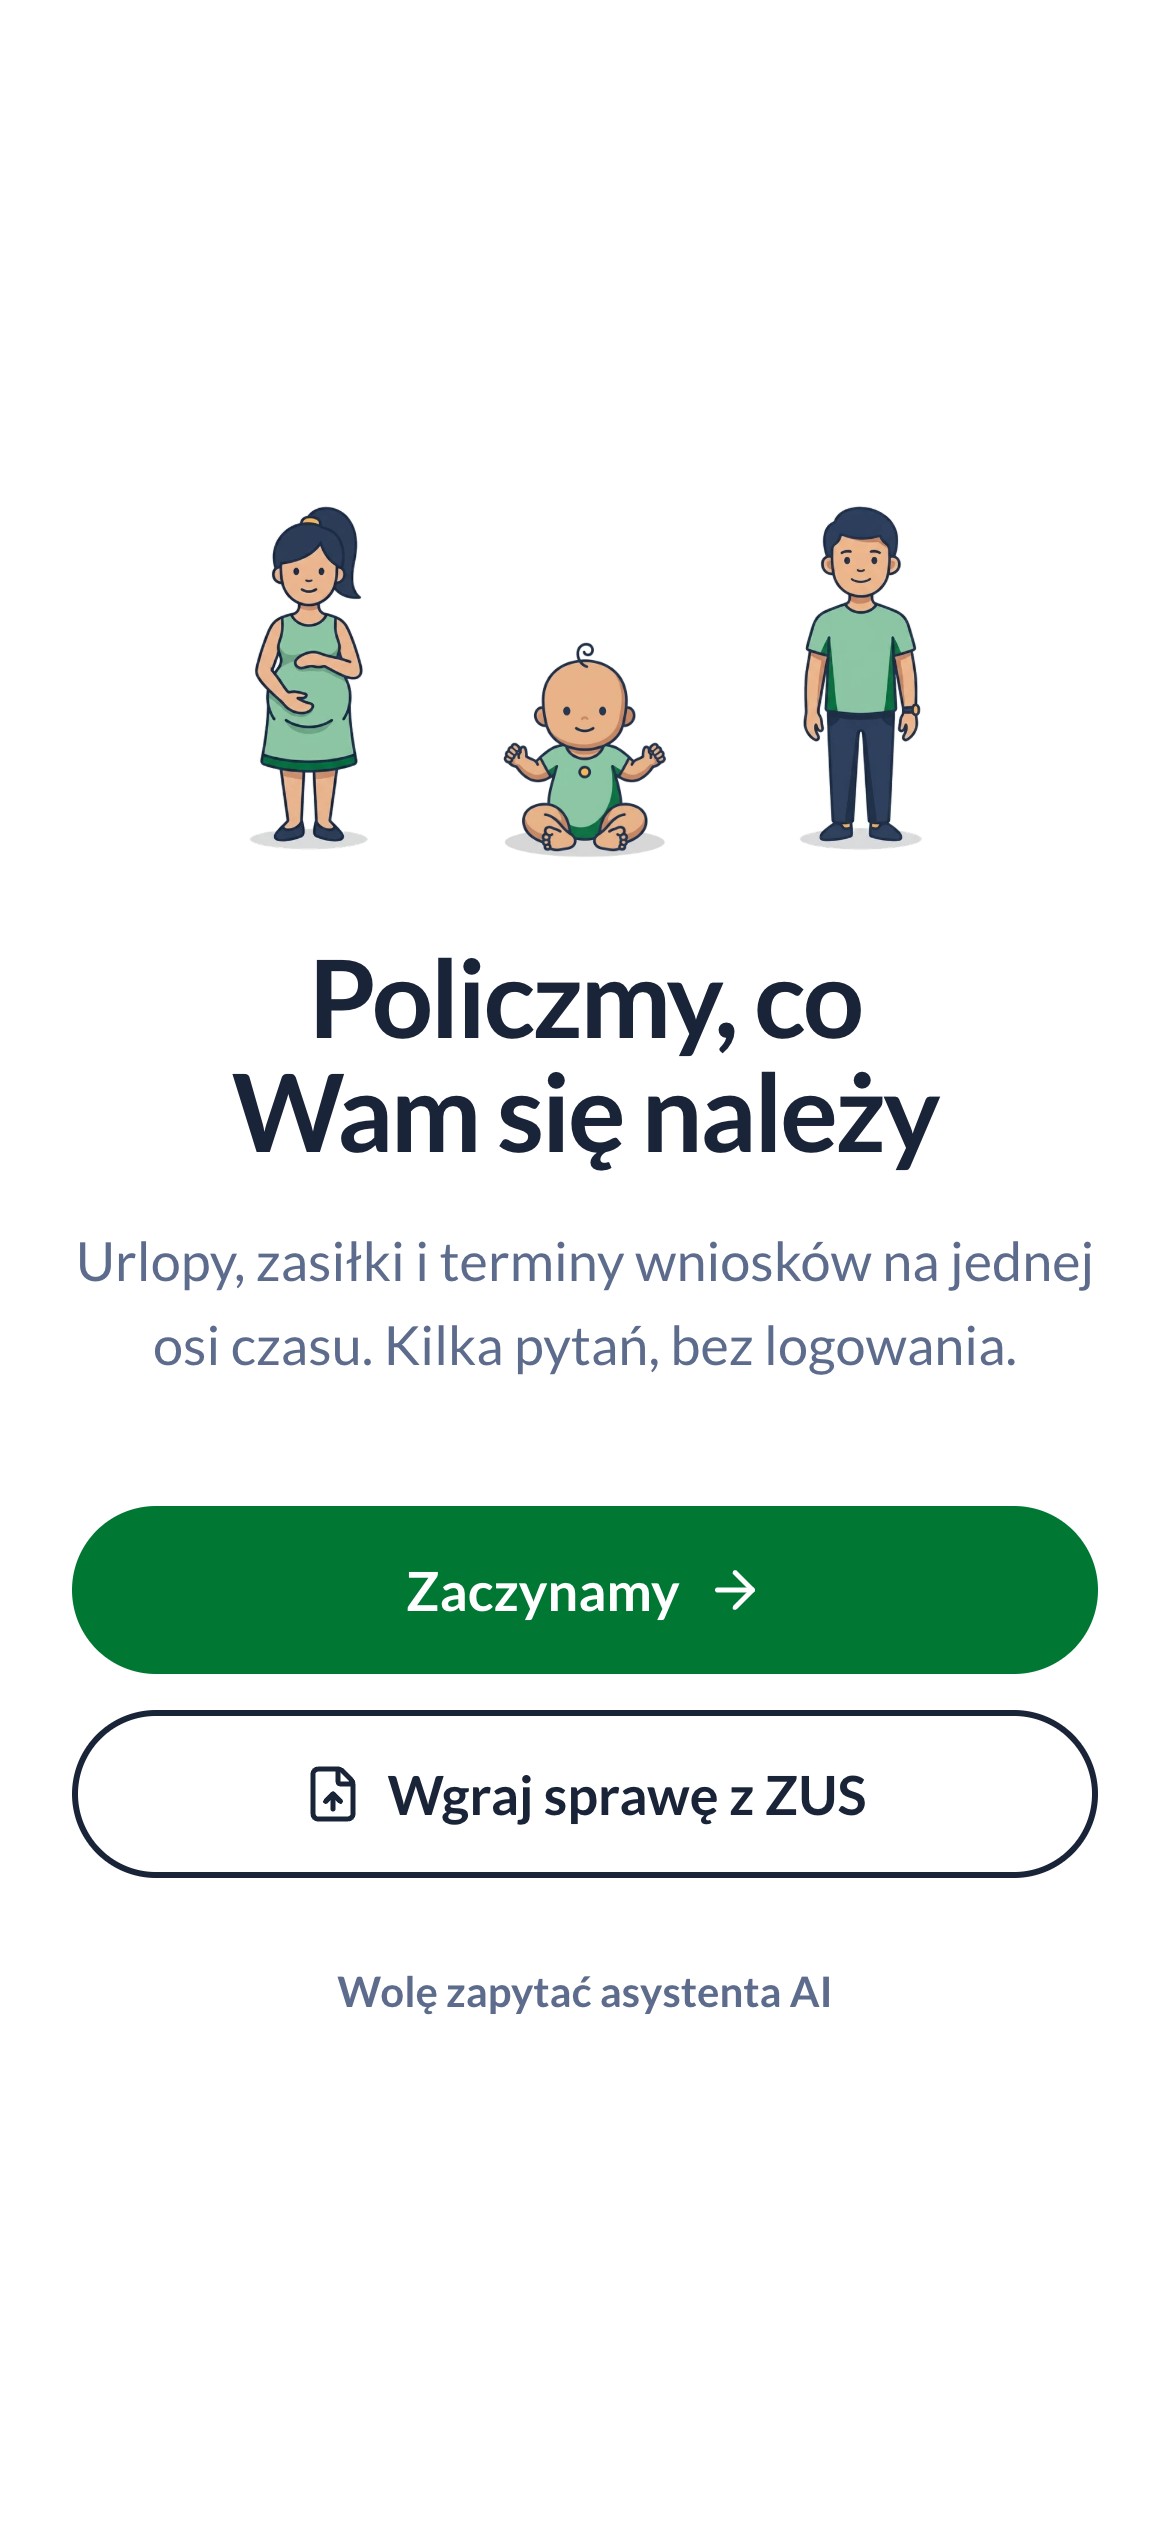 Policzmy, co
Wam się należy
Urlopy, zasiłki i terminy wniosków na jednej
osi czasu. Kilka pytań, bez logowania.
Zaczynamy
Wgraj sprawę z ZUS
Wolę zapytać asystenta AI